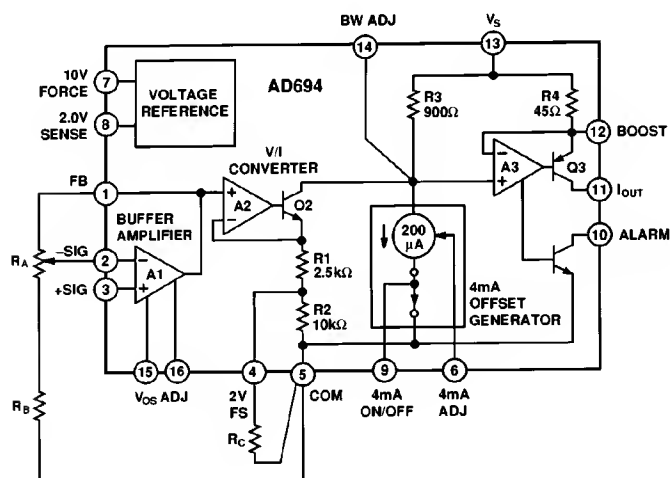 BW ADJ
VS
14
13
10V
FORCE
7
VOLTAGE
REFERENCE
AD694
R3
900Ω
R4
45Ω
2.0V
SENSE
8
12
BOOST
V/I
CONVERTER
A3
Q3
FB
1
A2
Q2
11
IOUT
BUFFER
AMPLIFIER
200
µA
10
ALARM
RA
–SIG
2
A1
R1
2.5kΩ
+SIG
3
R2
10kΩ
4mA
OFFSET
GENERATOR
15
16
4
5
9
6
VOS ADJ
2V
FS
COM
4mA
ON/OFF
4mA
ADJ
RB
RC